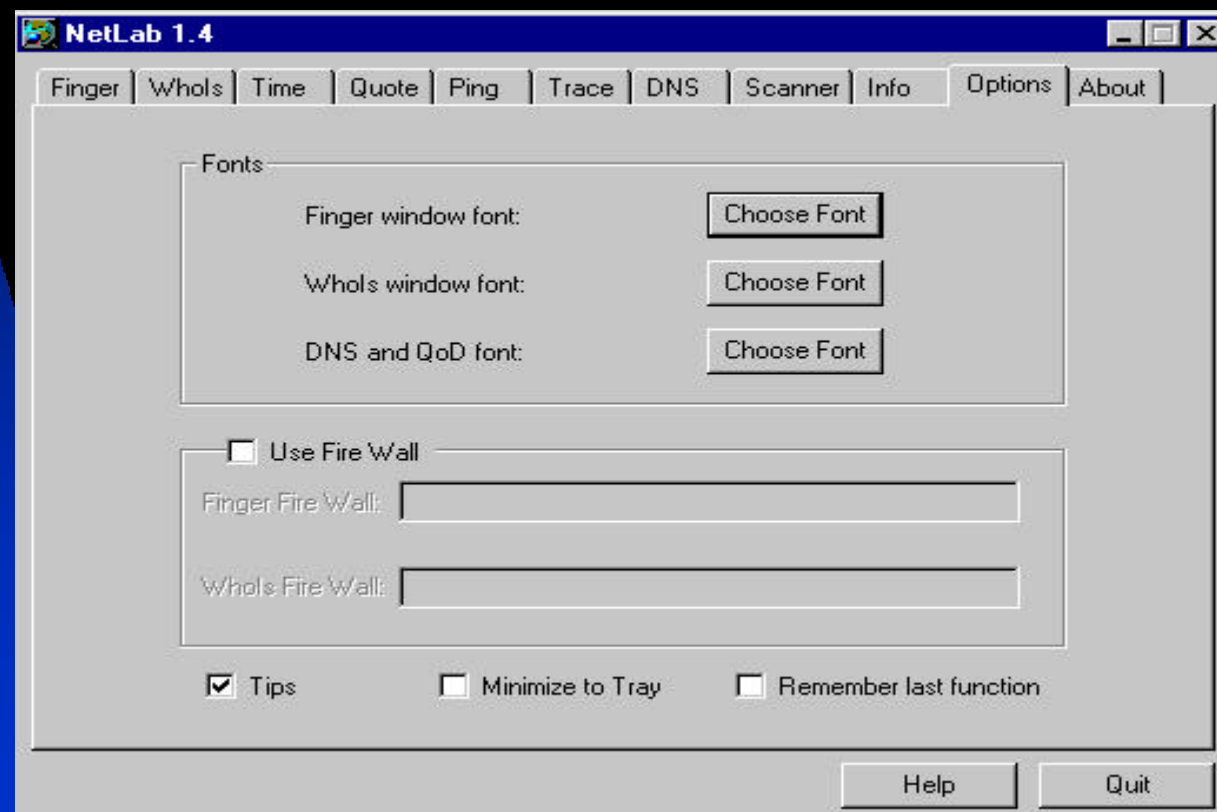 NetLab 1.4
Finger WhoIs Time Quote Ping Trace DNS Scanner Info Options About
Fonts
Finger window font: Choose Font
WhoIs window font: Choose Font
DNS and QoD font: Choose Font
Use Fire Wall
Finger Fire Wall:
WhoIs Fire Wall:
Tips Minimize to Tray Remember last function
Help Quit